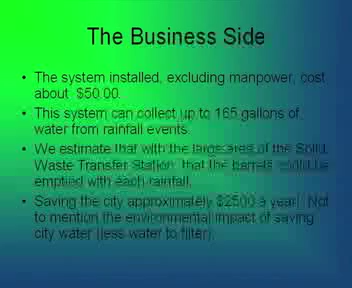 The Business Side
• The system installed, excluding manpower, cost
about $50.00.
• This system can collect up to 165 gallons of
water from rainfall events.
• We estimate that with the large area of the Solid
Waste Transfer Station, that the barrels could be
emptied with each rainfall.
• Saving the city approximately $2500 a year! Not
to mention the environmental impact of saving
city water (less water to filter).